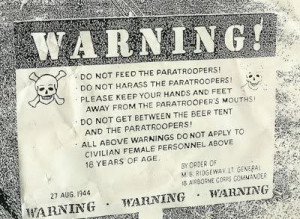 WARNING!
· DO NOT FEED THE PARATROOPERS!
· DO NOT HARASS THE PARATROOPERS!
· PLEASE KEEP YOUR HANDS AND FEET
AWAY FROM THE PARATROOPER'S MOUTHS!
· DO NOT GET BETWEEN THE BEER TENT
AND THE PARATROOPERS!
· ALL ABOVE WARNINGS DO NOT APPLY TO
CIVILIAN FEMALE PERSONNEL ABOVE
18 YEARS OF AGE.
BY ORDER OF
M. B. RIDGEWAY, LT. GENERAL
18 AIRBORNE CORPS COMMANDER
27 AUG. 1944
WARNING · WARNING · WARNING